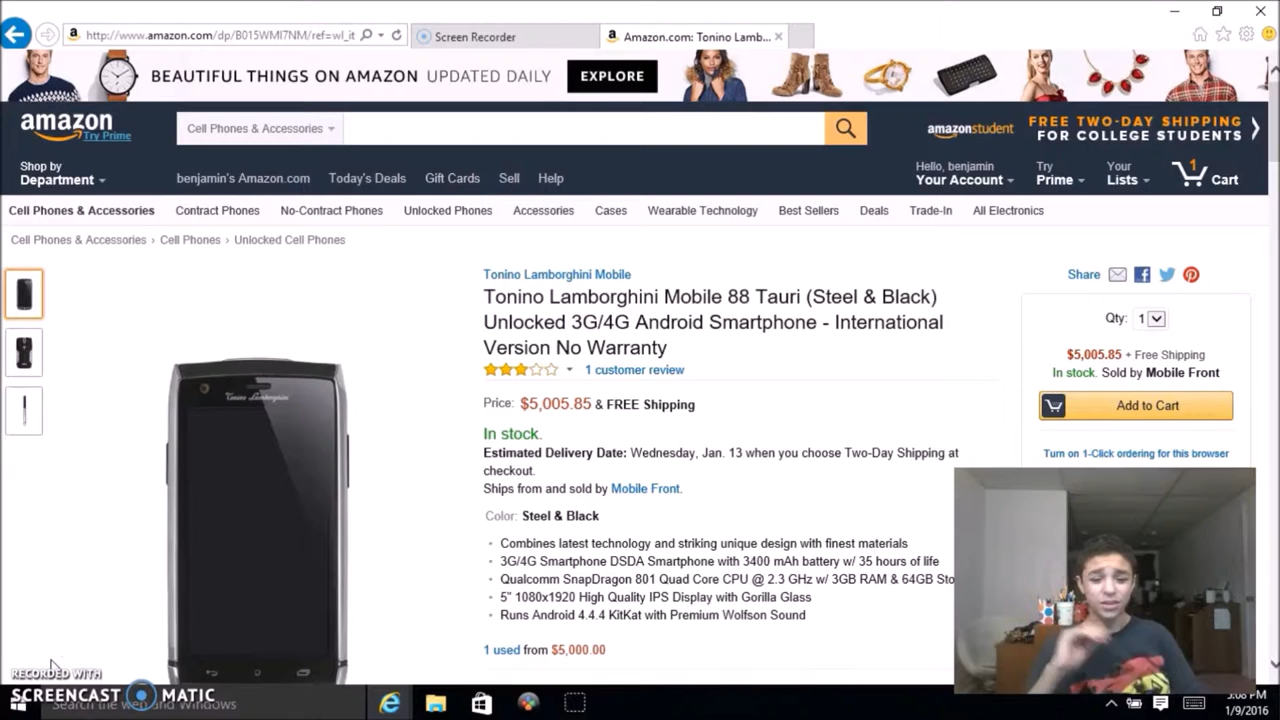 http://www.amazon.com/dp/B015WMI7NM/ref=wl_it
Screen Recorder
Amazon.com: Tonino Lamb...
BEAUTIFUL THINGS ON AMAZON UPDATED DAILY
EXPLORE
amazon
Try Prime
Cell Phones & Accessories
amazonstudent
FREE TWO-DAY SHIPPING
FOR COLLEGE STUDENTS
Shop by
Department
benjamin's Amazon.com
Today's Deals
Gift Cards
Sell
Help
Hello, benjamin
Your Account
Try
Prime
Your
Lists
1
Cart
Cell Phones & Accessories
Contract Phones
No-Contract Phones
Unlocked Phones
Accessories
Cases
Wearable Technology
Best Sellers
Deals
Trade-In
All Electronics
Cell Phones & Accessories › Cell Phones › Unlocked Cell Phones
Tonino Lamborghini Mobile
Tonino Lamborghini Mobile 88 Tauri (Steel & Black)
Unlocked 3G/4G Android Smartphone - International
Version No Warranty
1 customer review
Price: $5,005.85 & FREE Shipping
In stock.
Estimated Delivery Date: Wednesday, Jan. 13 when you choose Two-Day Shipping at
checkout.
Ships from and sold by Mobile Front.
Color: Steel & Black
• Combines latest technology and striking unique design with finest materials
• 3G/4G Smartphone DSDA Smartphone with 3400 mAh battery w/ 35 hours of life
• Qualcomm SnapDragon 801 Quad Core CPU @ 2.3 GHz w/ 3GB RAM & 64GB Sto
• 5" 1080x1920 High Quality IPS Display with Gorilla Glass
• Runs Android 4.4.4 KitKat with Premium Wolfson Sound
1 used from $5,000.00
Share
Qty: 1
$5,005.85 + Free Shipping
In stock. Sold by Mobile Front
Add to Cart
Turn on 1-Click ordering for this browser
Tonino Lamborghini
RECORDED WITH
SCREENCAST MATIC
Search the web and Windows
5:08 PM
1/9/2016